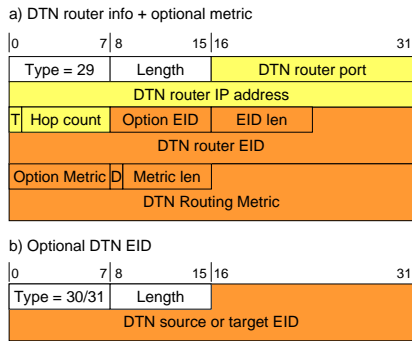 a) DTN router info + optional metric
0 7 8 15 16 31
Type = 29 Length DTN router port
DTN router IP address
T Hop count Option EID EID len
DTN router EID
Option Metric D Metric len
DTN Routing Metric
b) Optional DTN EID
0 7 8 15 16 31
Type = 30/31 Length
DTN source or target EID